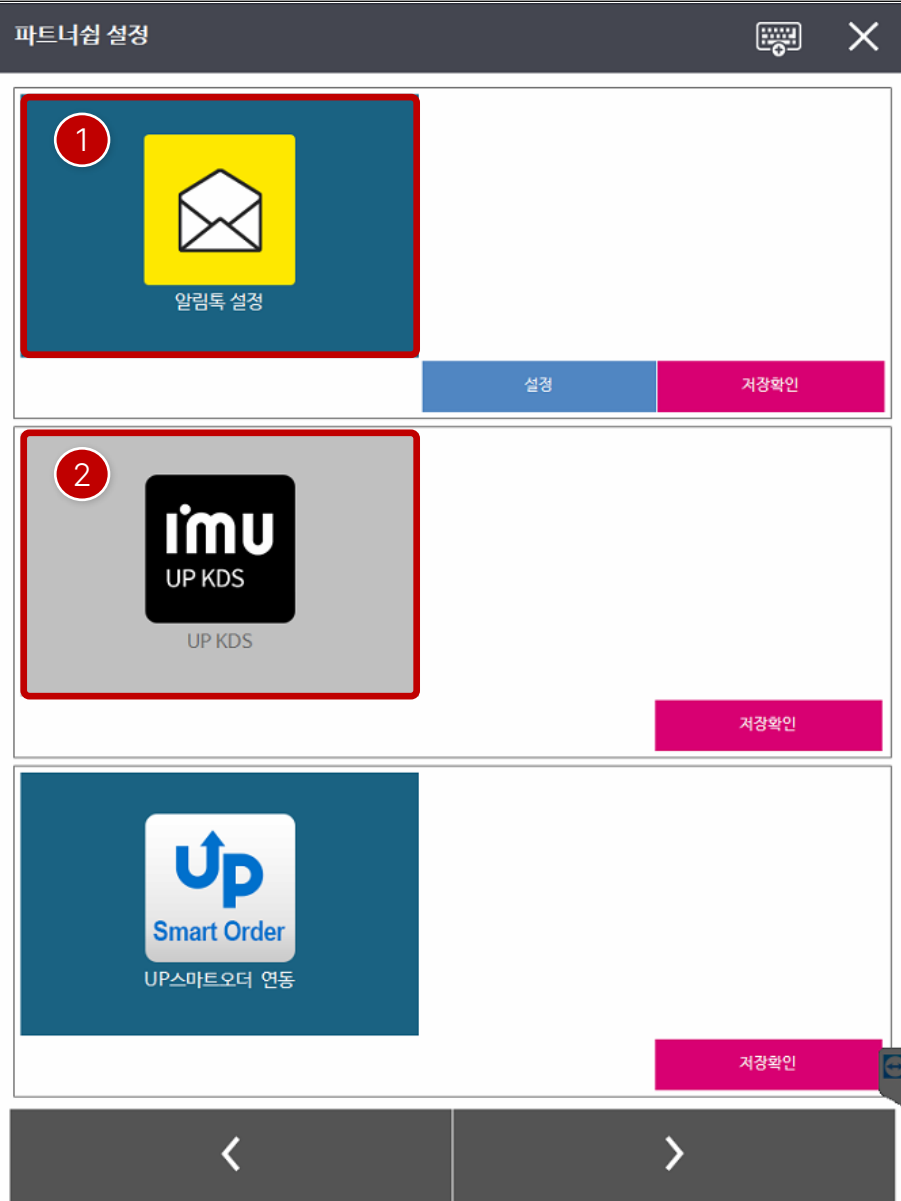 파트너쉽 설정
1
알림톡 설정
설정
저장확인
2
I'mu
UP KDS
UP KDS
저장확인
Up
Smart Order
UP스마트오더 연동
저장확인